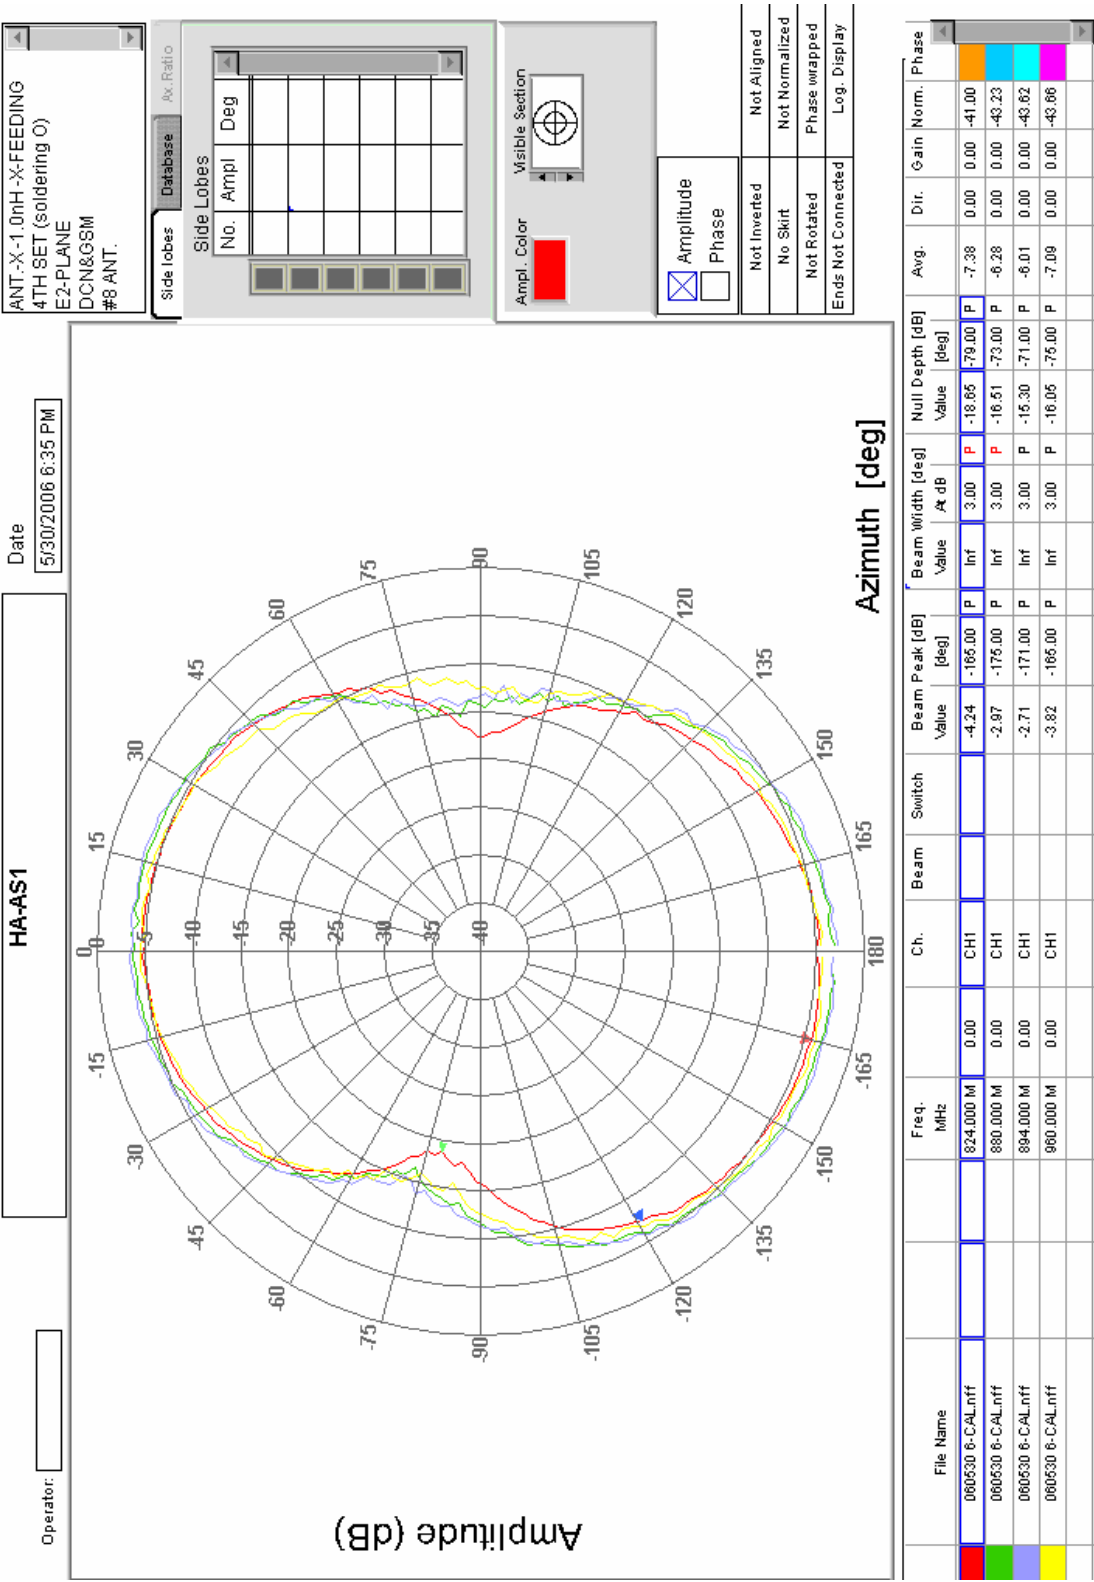 Operator:
HA-AS1
Date
5/30/2006 6:35 PM
ANT.-X -1.0nH -X-FEEDING
4TH SET (soldering O)
E2-PLANE
DCN&GSM
#8 ANT.
Side lobes Database Ax. Ratio
Side Lobes
No. Ampl Deg
Ampl. Color Visible Section
Amplitude
Phase
Not Inverted Not Aligned
No Skirt Not Normalized
Not Rotated Phase wrapped
Ends Not Connected Log. Display
Amplitude (dB)
Azimuth [deg]
0
15
30
45
60
75
90
105
120
135
150
165
180
-165
-150
-135
-120
-105
-90
-75
-60
-45
-30
-15
0
-5
-10
-15
-20
-25
-30
-35
-40
File Name Freq. MHz Ch. Beam Switch Beam Peak [dB] Value [deg] Beam Width [deg] Value At dB Null Depth [dB] Value [deg] Avg. Dir. Gain Norm. Phase
060530 6-CAL.nff 824.000 M 0.00 CH1 -4.24 -165.00 P Inf 3.00 P -18.65 -79.00 P -7.38 0.00 0.00 -41.00
060530 6-CAL.nff 880.000 M 0.00 CH1 -2.97 -175.00 P Inf 3.00 P -16.51 -73.00 P -6.28 0.00 0.00 -43.23
060530 6-CAL.nff 894.000 M 0.00 CH1 -2.71 -171.00 P Inf 3.00 P -15.30 -71.00 P -6.01 0.00 0.00 -43.62
060530 6-CAL.nff 960.000 M 0.00 CH1 -3.82 -165.00 P Inf 3.00 P -16.05 -75.00 P -7.09 0.00 0.00 -43.66